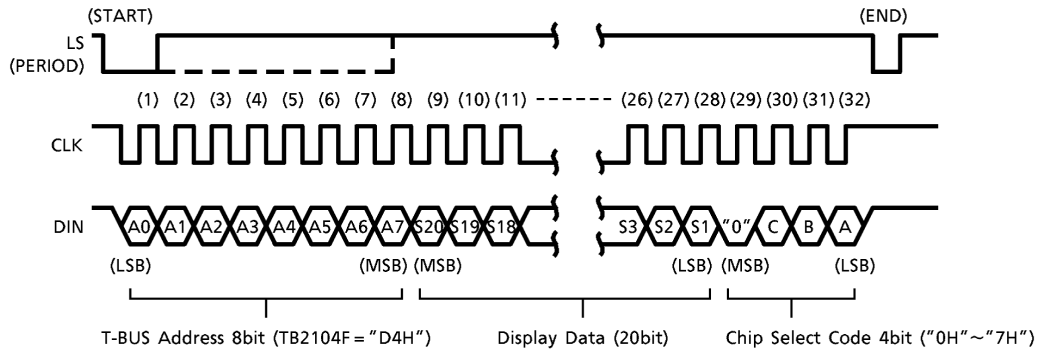 (START) (END)
LS
(PERIOD)
(1) (2) (3) (4) (5) (6) (7) (8) (9) (10) (11) (26) (27) (28) (29) (30) (31) (32)
CLK
DIN A0 A1 A2 A3 A4 A5 A6 A7 S20 S19 S18 S3 S2 S1 "0" C B A
(LSB) (MSB) (MSB) (LSB) (MSB) (LSB)
T-BUS Address 8bit (TB2104F = "D4H") Display Data (20bit) Chip Select Code 4bit ("0H"~"7H")